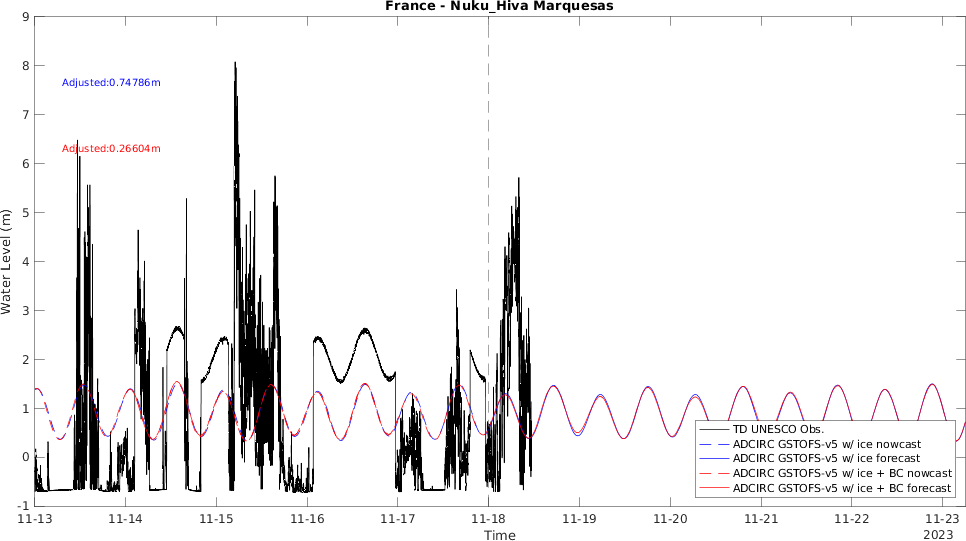 France - Nuku_Hiva Marquesas
9
8
7
6
5
4
3
2
1
0
-1
Water Level (m)
Adjusted:0.74786m
Adjusted:0.26604m
TD UNESCO Obs.
ADCIRC GSTOFS-v5 w/ ice nowcast
ADCIRC GSTOFS-v5 w/ ice forecast
ADCIRC GSTOFS-v5 w/ ice + BC nowcast
ADCIRC GSTOFS-v5 w/ ice + BC forecast
11-13 11-14 11-15 11-16 11-17 11-18 11-19 11-20 11-21 11-22 11-23
Time
2023